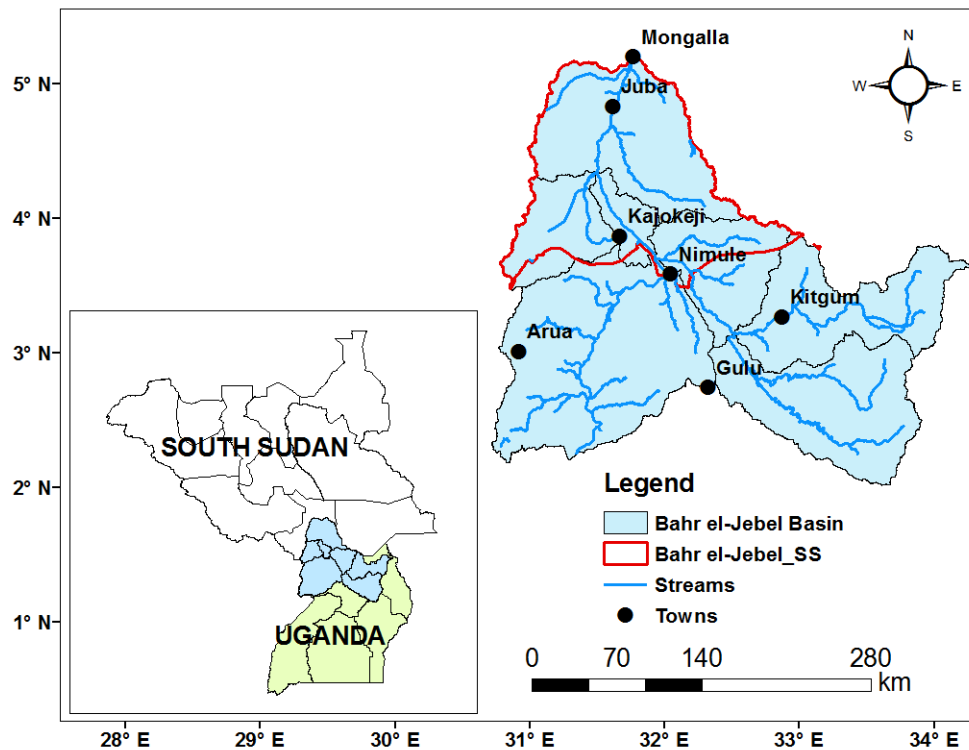 Mongalla
N
5° N
Juba
W
E
S
4° N
Kajokeji
Nimule
Kitgum
3° N
Arua
Gulu
SOUTH SUDAN
2° N
Legend
Bahr el-Jebel Basin
Bahr el-Jebel_SS
Streams
Towns
1° N
UGANDA
0 70 140 280
km
28° E 29° E 30° E 31° E 32° E 33° E 34° E